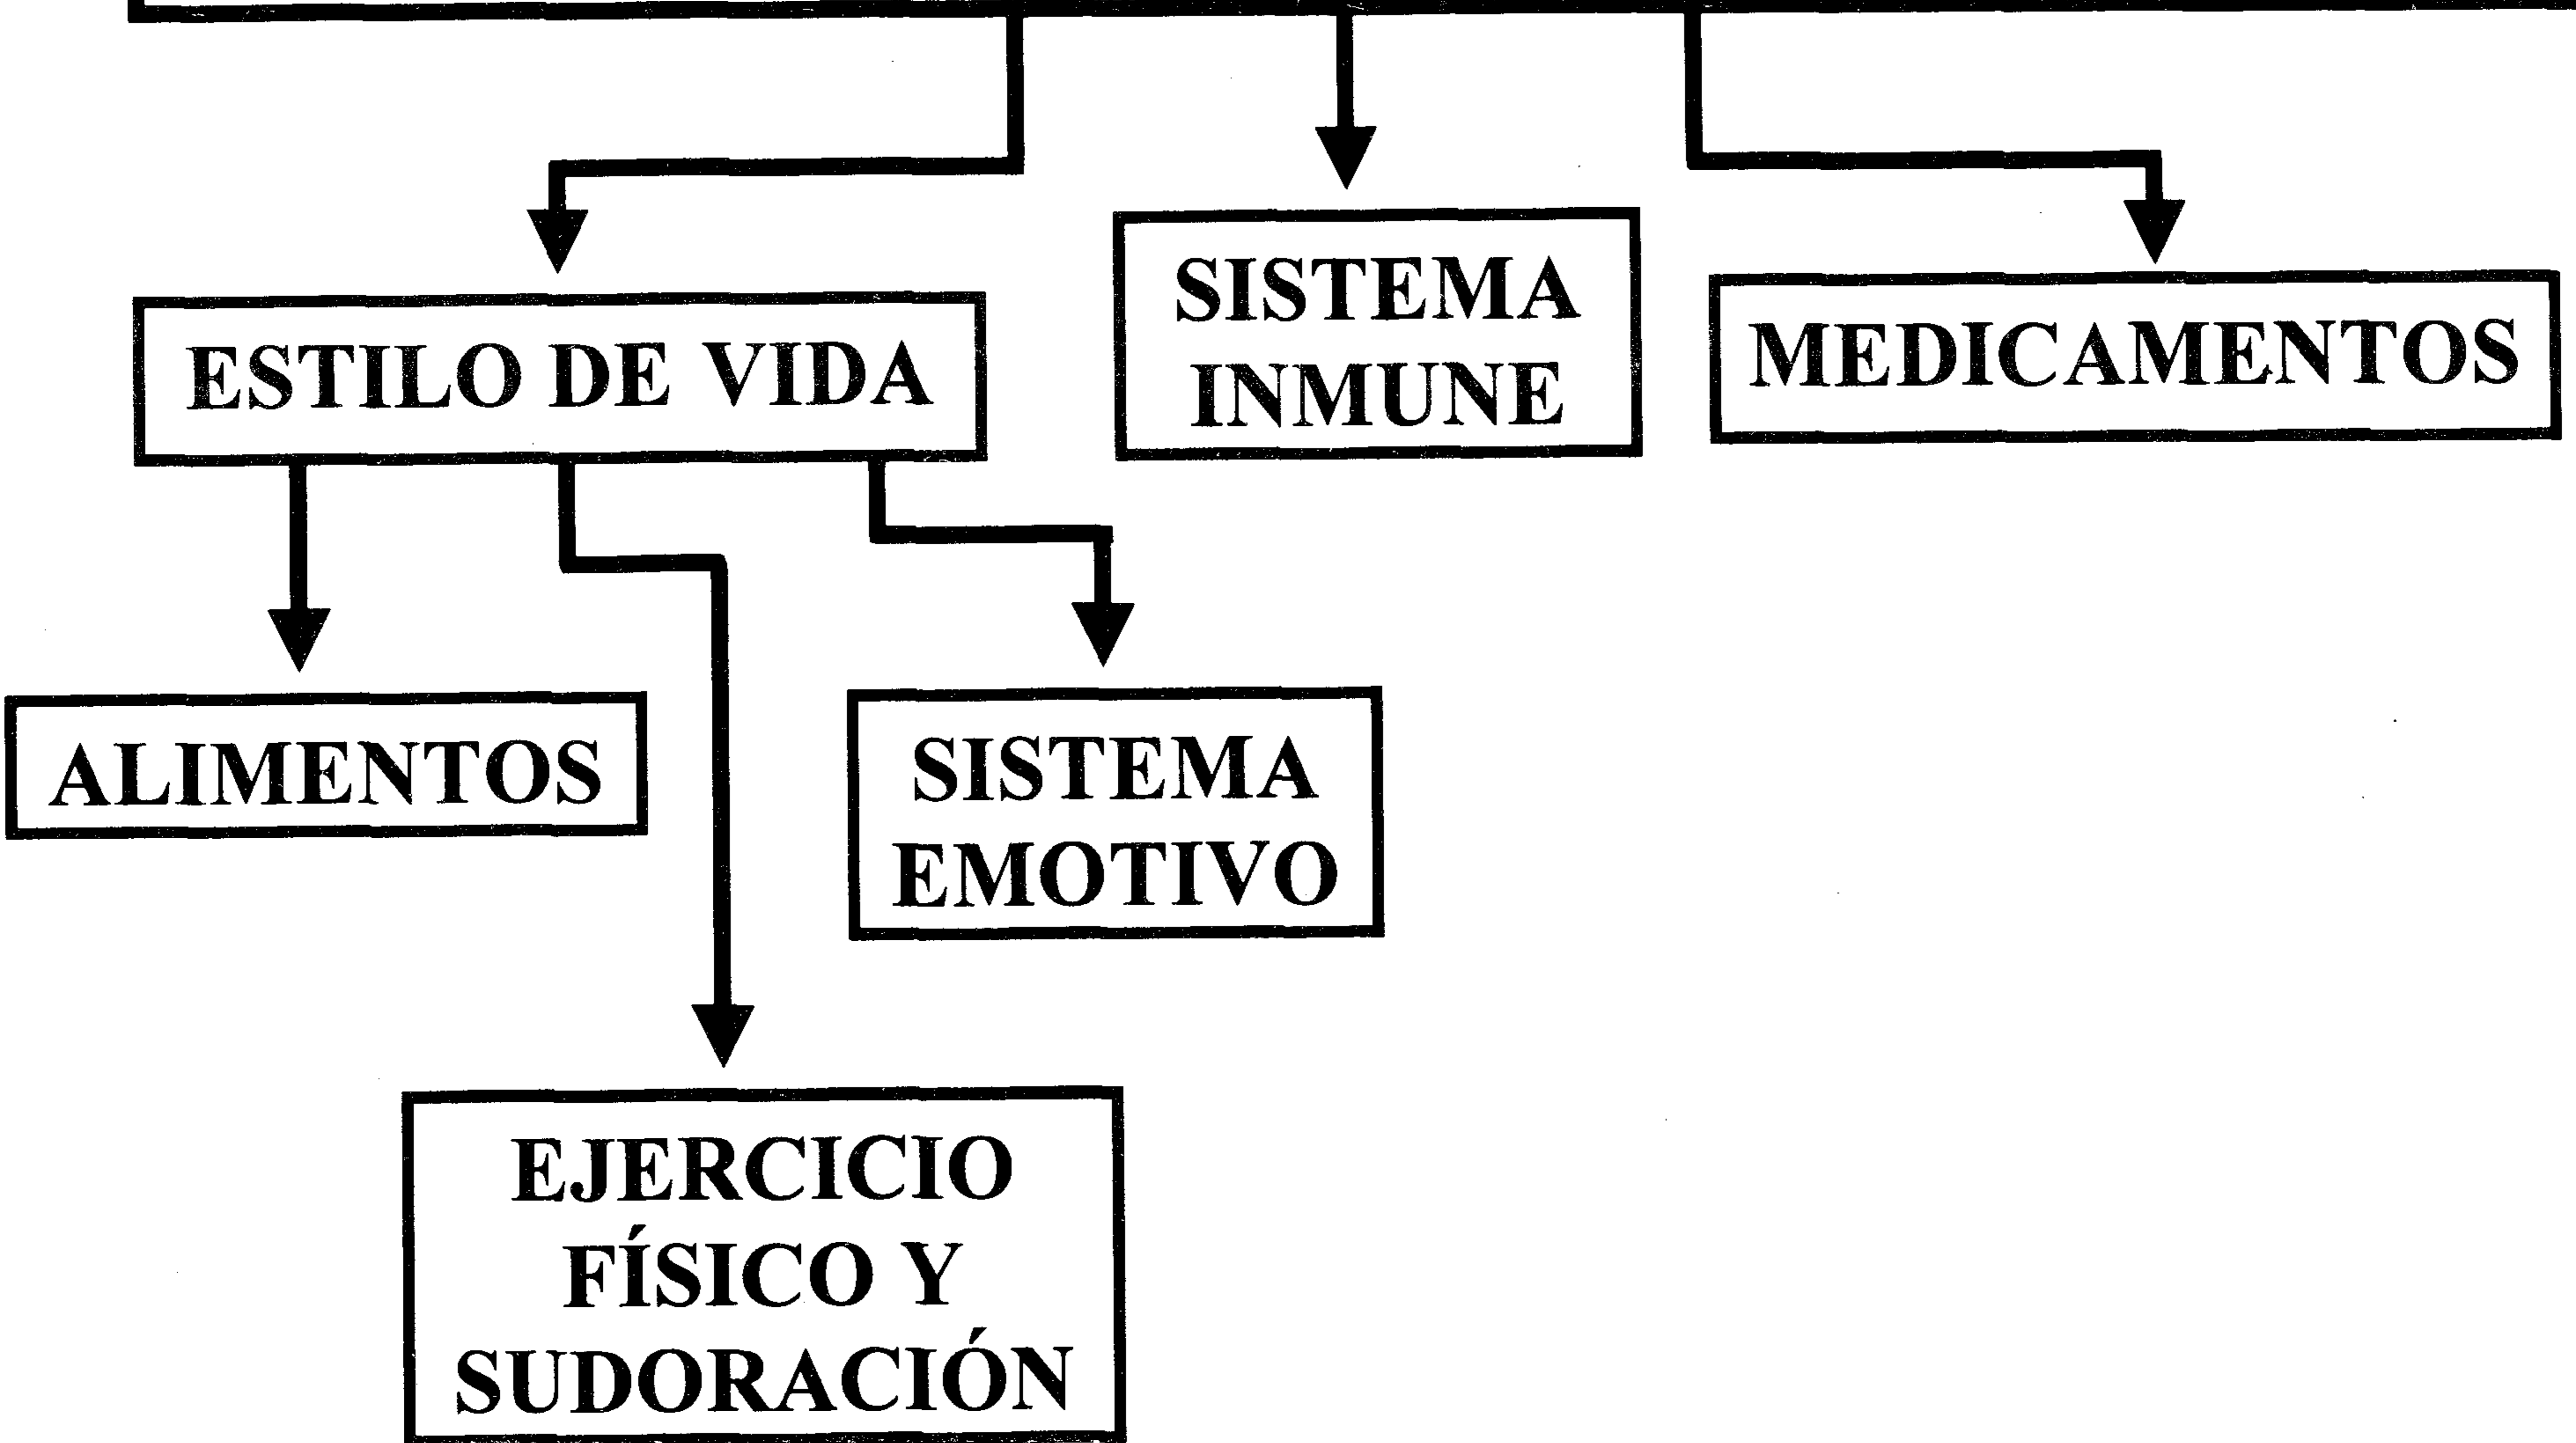 ESTILO DE VIDA
SISTEMA
INMUNE
MEDICAMENTOS
ALIMENTOS
SISTEMA
EMOTIVO
EJERCICIO
FÍSICO Y
SUDORACIÓN